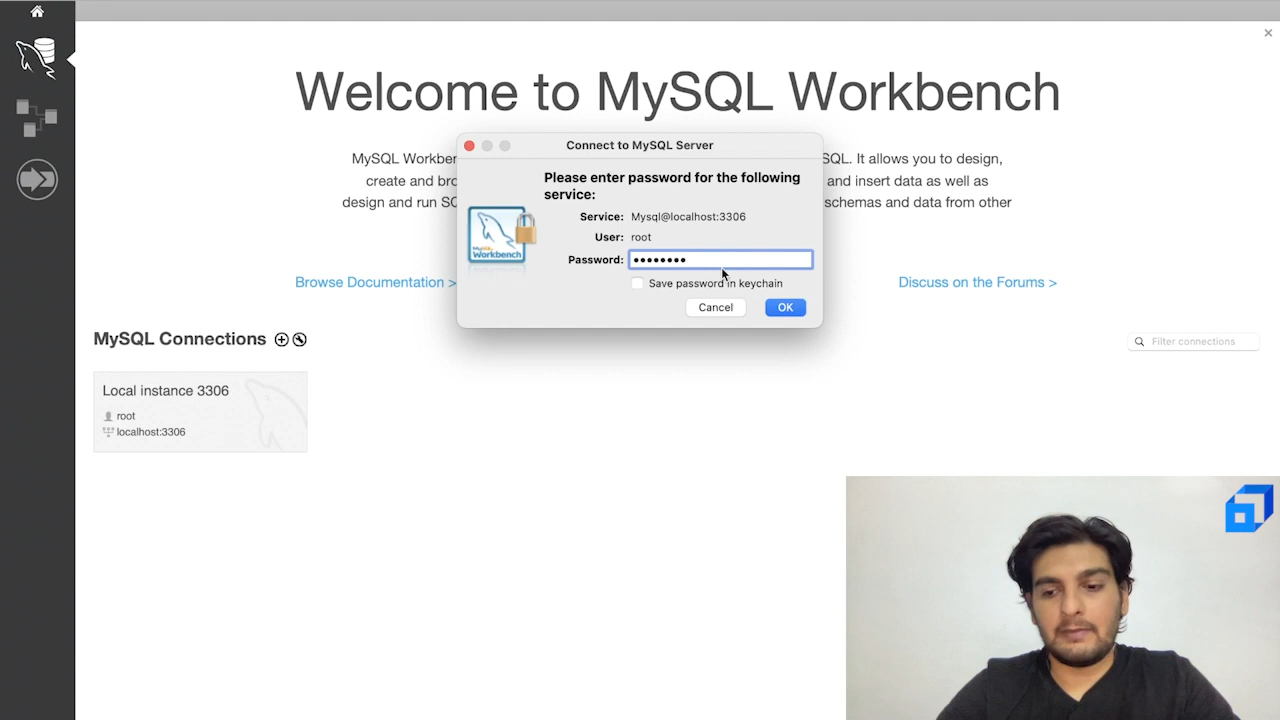 Welcome to MySQL Workbench
Connect to MySQL Server
Please enter password for the following
service:
Service: Mysql@localhost:3306
User: root
Password: ●●●●●●●●
Save password in keychain
Cancel OK
MySQL
Workbench
MySQL Workben
SQL. It allows you to design,
create and bro
and insert data as well as
design and run SQ
schemas and data from other
Browse Documentation >
Discuss on the Forums >
MySQL Connections
Filter connections
Local instance 3306
root
localhost:3306